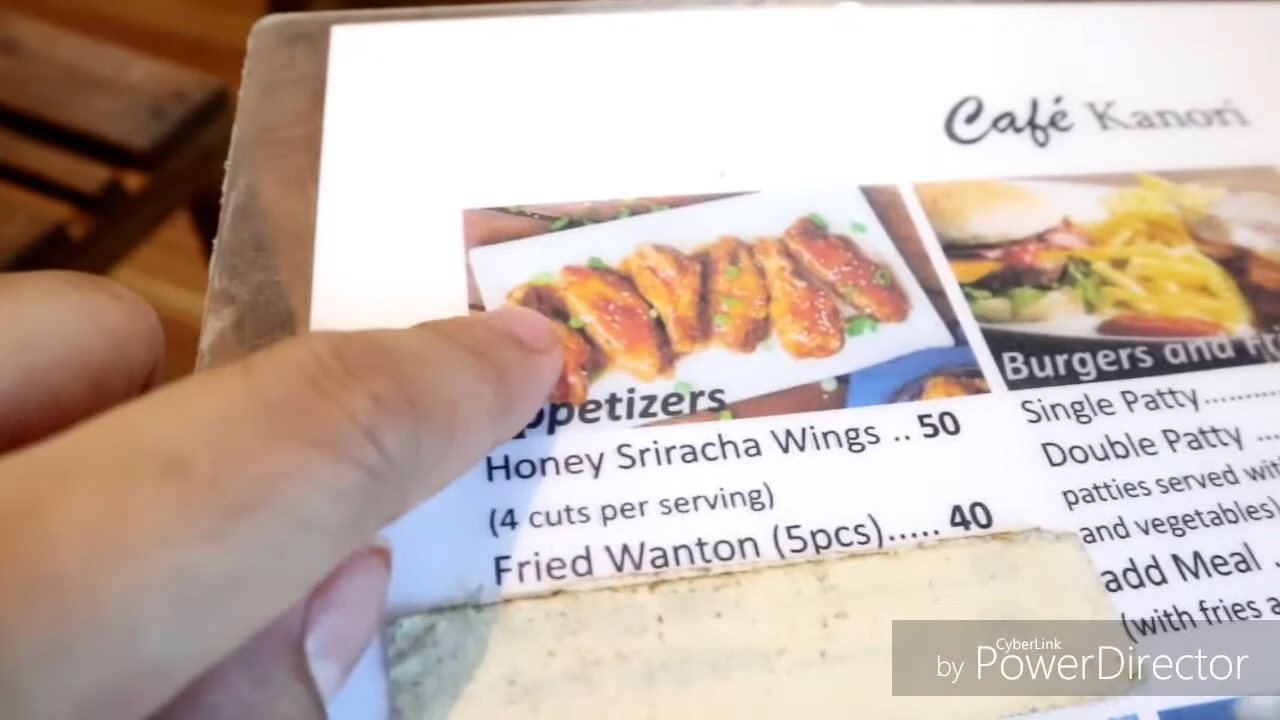 Café Kanori
Appetizers
Honey Sriracha Wings .. 50
(4 cuts per serving)
Fried Wanton (5pcs)..... 40
Burgers and
Single Patty.........
Double Patty ...
patties served
and vegetables)
add Meal .
(with fries
CyberLink
by PowerDirector